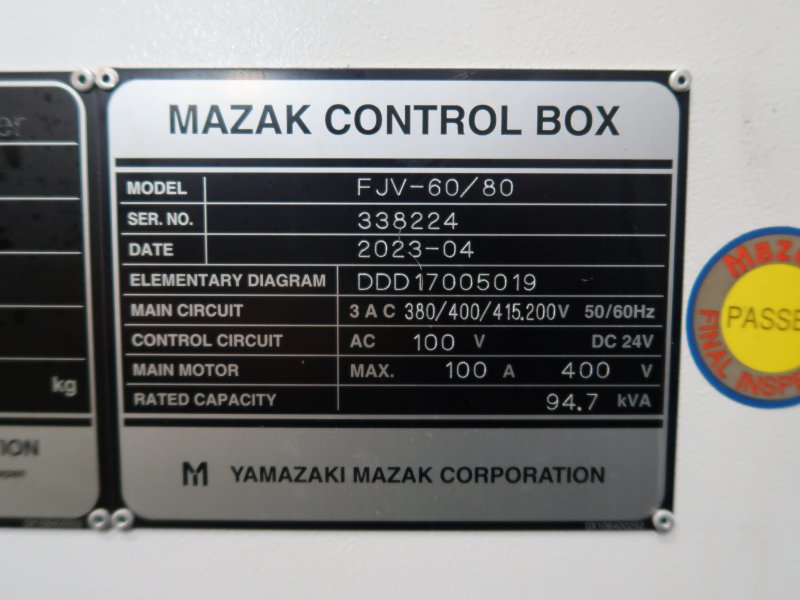 MAZAK CONTROL BOX
MODEL FJV-60/80
SER. NO. 338224
DATE 2023-04
ELEMENTARY DIAGRAM DDD17005019
MAIN CIRCUIT 3 A C 380/400/415.200V 50/60Hz
CONTROL CIRCUIT AC 100 V DC 24V
MAIN MOTOR MAX. 100 A 400 V
RATED CAPACITY 94.7 kVA
YAMAZAKI MAZAK CORPORATION
kg
PASSE
FINAL INSP